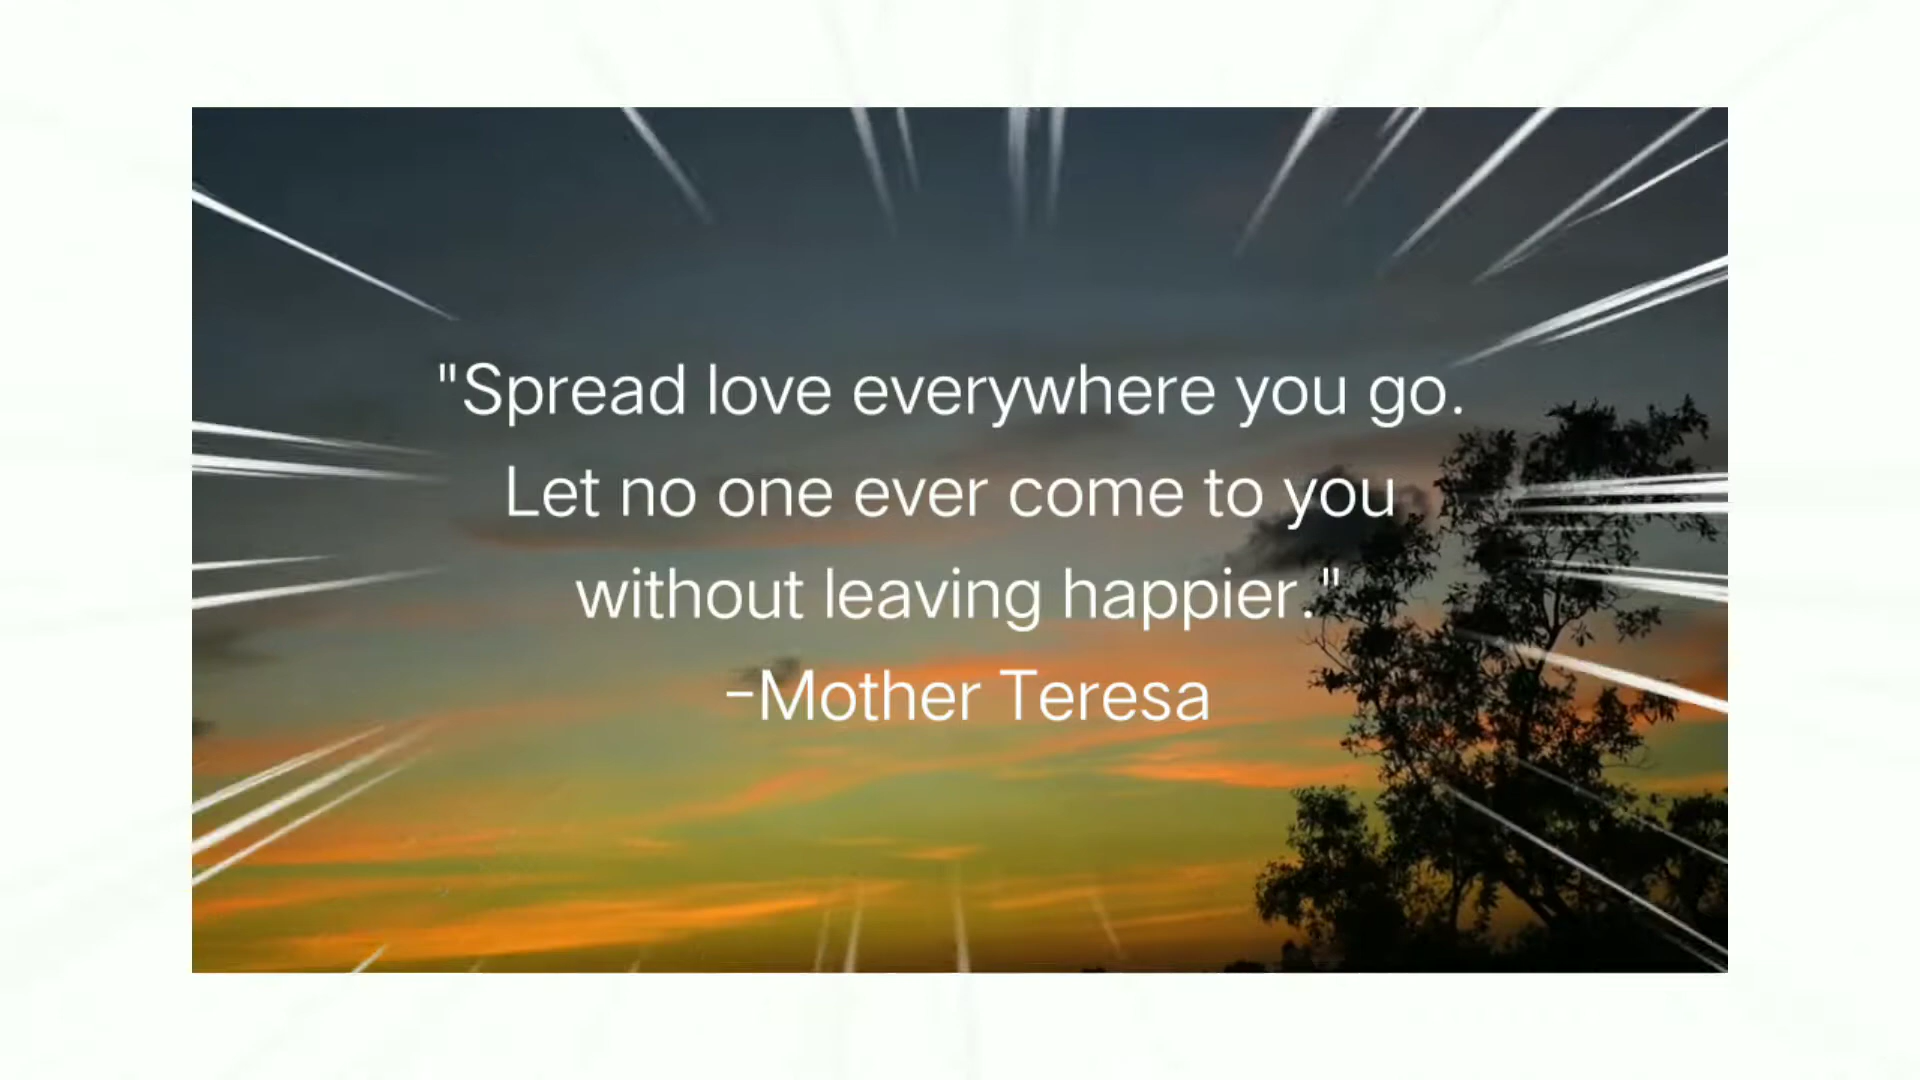 "Spread love everywhere you go.
Let no one ever come to you
without leaving happier."
-Mother Teresa